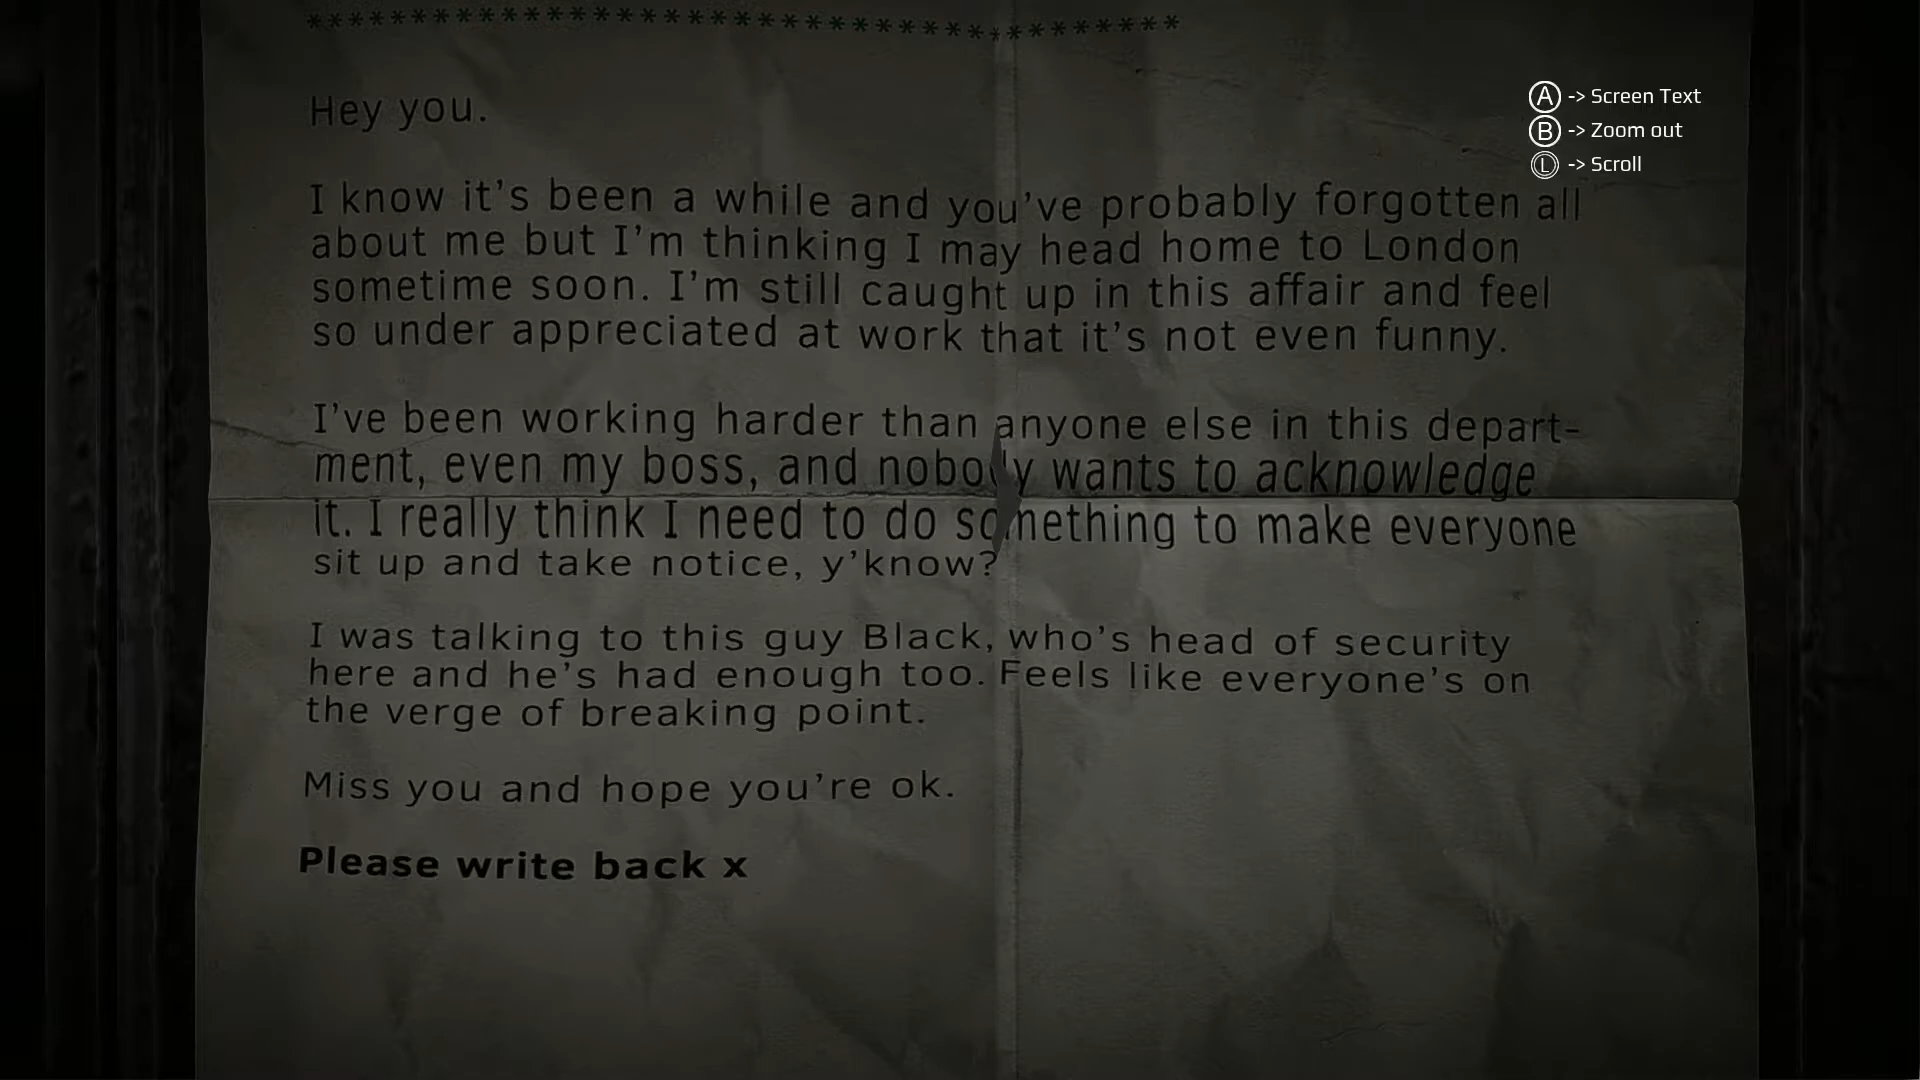 **************************************
Hey you.
I know it's been a while and you've probably forgotten all
about me but I'm thinking I may head home to London
sometime soon. I'm still caught up in this affair and feel
so under appreciated at work that it's not even funny.
I've been working harder than anyone else in this depart-
ment, even my boss, and nobody wants to acknowledge
it. I really think I need to do something to make everyone
sit up and take notice, y'know?
I was talking to this guy Black, who's head of security
here and he's had enough too. Feels like everyone's on
the verge of breaking point.
Miss you and hope you're ok.
Please write back x
A -> Screen Text
B -> Zoom out
L -> Scroll